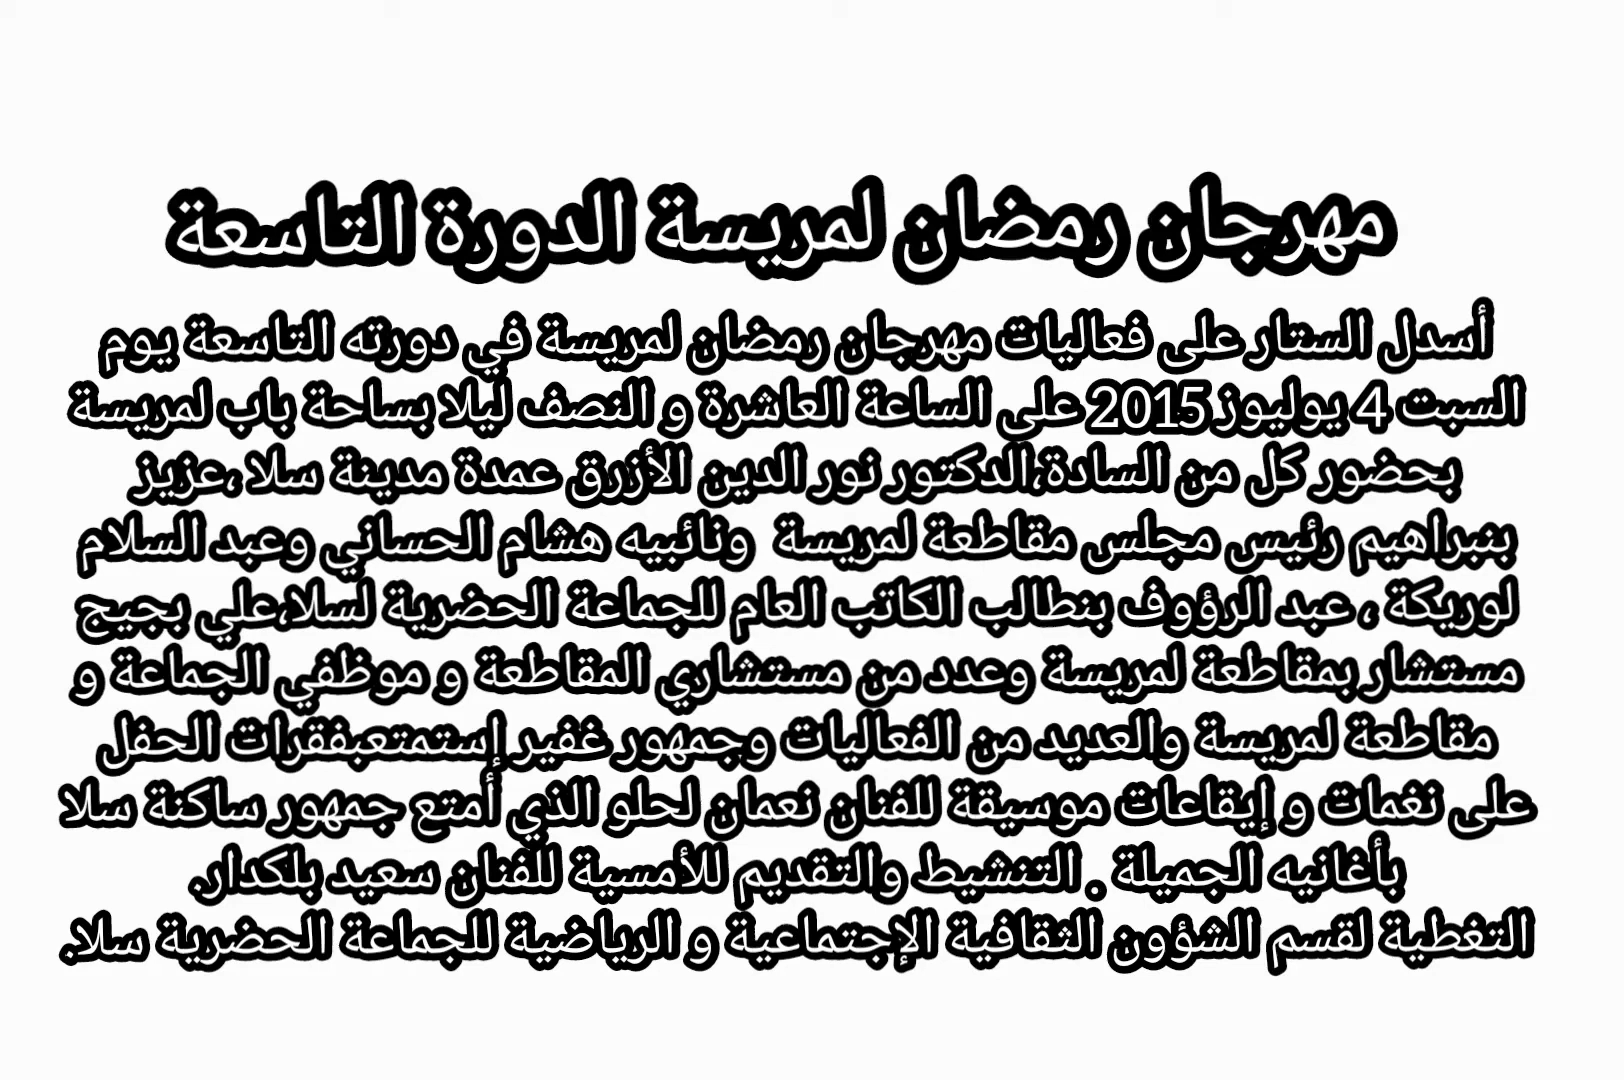 مهرجان رمضان لمريسة الدورة التاسعة
أسدل الستار على فعاليات مهرجان رمضان لمريسة في دورته التاسعة يوم
السبت 4 يوليوز 2015 على الساعة العاشرة و النصف ليلا بساحة باب لمريسة
بحضور كل من السادة،الدكتور نور الدين الأزرق عمدة مدينة سلا ،عزيز
بنبراهيم رئيس مجلس مقاطعة لمريسة ونائبيه هشام الحساني وعبد السلام
لوريكة ، عبد الرؤوف بنطالب الكاتب العام للجماعة الحضرية لسلا،علي بجيج
مستشار بمقاطعة لمريسة وعدد من مستشاري المقاطعة و موظفي الجماعة و
مقاطعة لمريسة والعديد من الفعاليات وجمهور غفير إستمتعبفقرات الحفل
على نغمات و إيقاعات موسيقة للفنان نعمان لحلو الذي أمتع جمهور ساكنة سلا
بأغانيه الجميلة . التنشيط والتقديم للأمسية للفنان سعيد بلكدار.
التغطية لقسم الشؤون الثقافية الإجتماعية و الرياضية للجماعة الحضرية سلا.